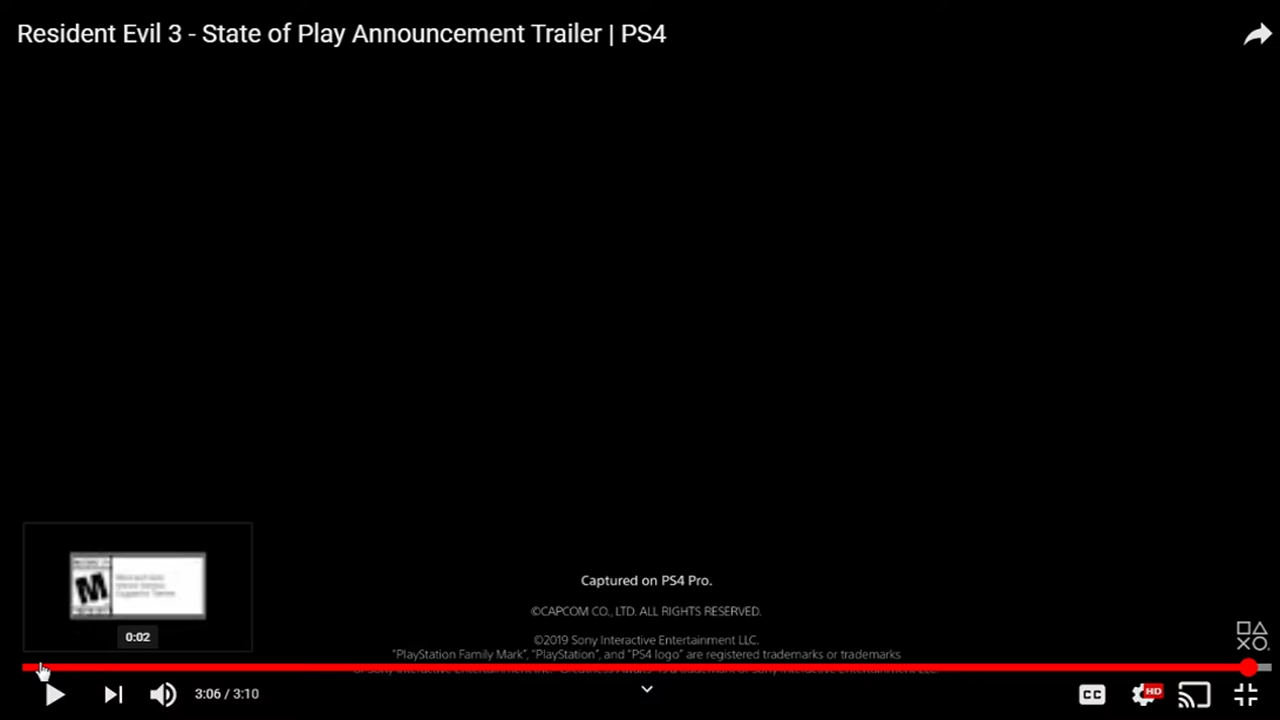 Resident Evil 3 - State of Play Announcement Trailer | PS4
M
0:02
Captured on PS4 Pro.
©CAPCOM CO., LTD. ALL RIGHTS RESERVED.
©2019 Sony Interactive Entertainment LLC.
"PlayStation Family Mark", "PlayStation", and "PS4 logo" are registered trademarks or trademarks
3:06 / 3:10
CC
HD